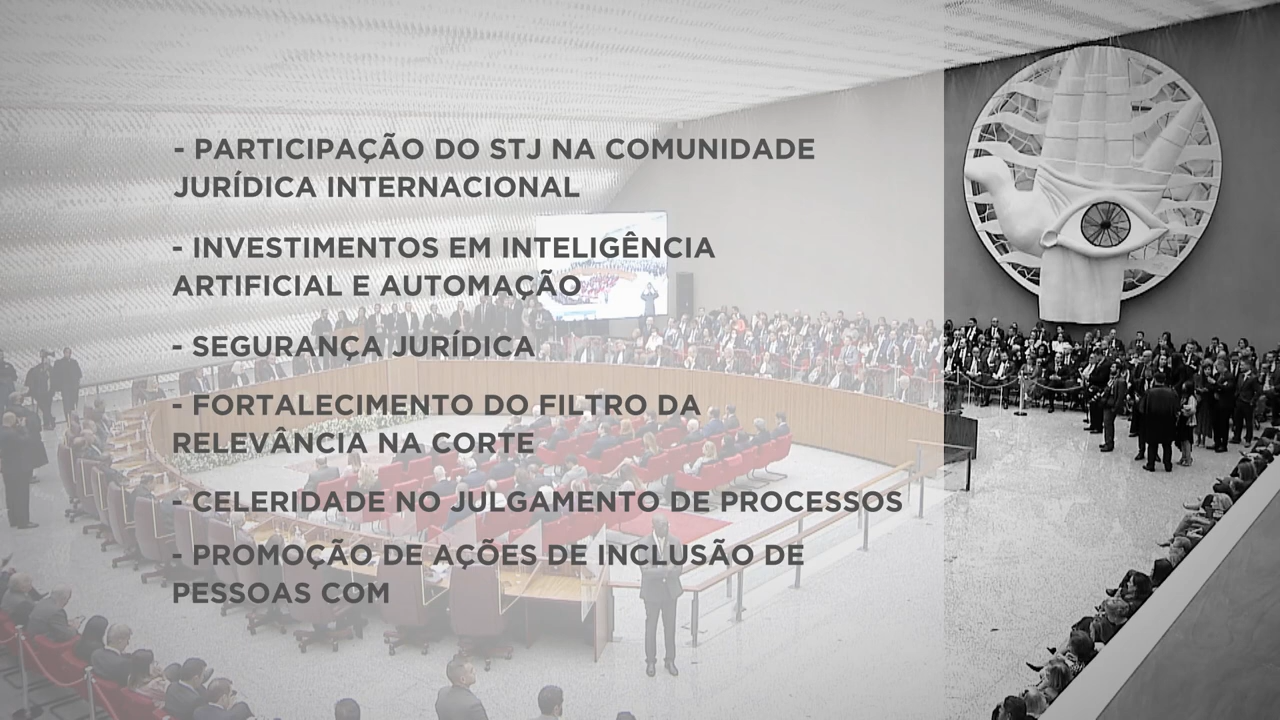 - PARTICIPAÇÃO DO STJ NA COMUNIDADE
JURÍDICA INTERNACIONAL
- INVESTIMENTOS EM INTELIGÊNCIA
ARTIFICIAL E AUTOMAÇÃO
- SEGURANÇA JURÍDICA
- FORTALECIMENTO DO FILTRO DA
RELEVÂNCIA NA CORTE
- CELERIDADE NO JULGAMENTO DE PROCESSOS
- PROMOÇÃO DE AÇÕES DE INCLUSÃO DE
PESSOAS COM